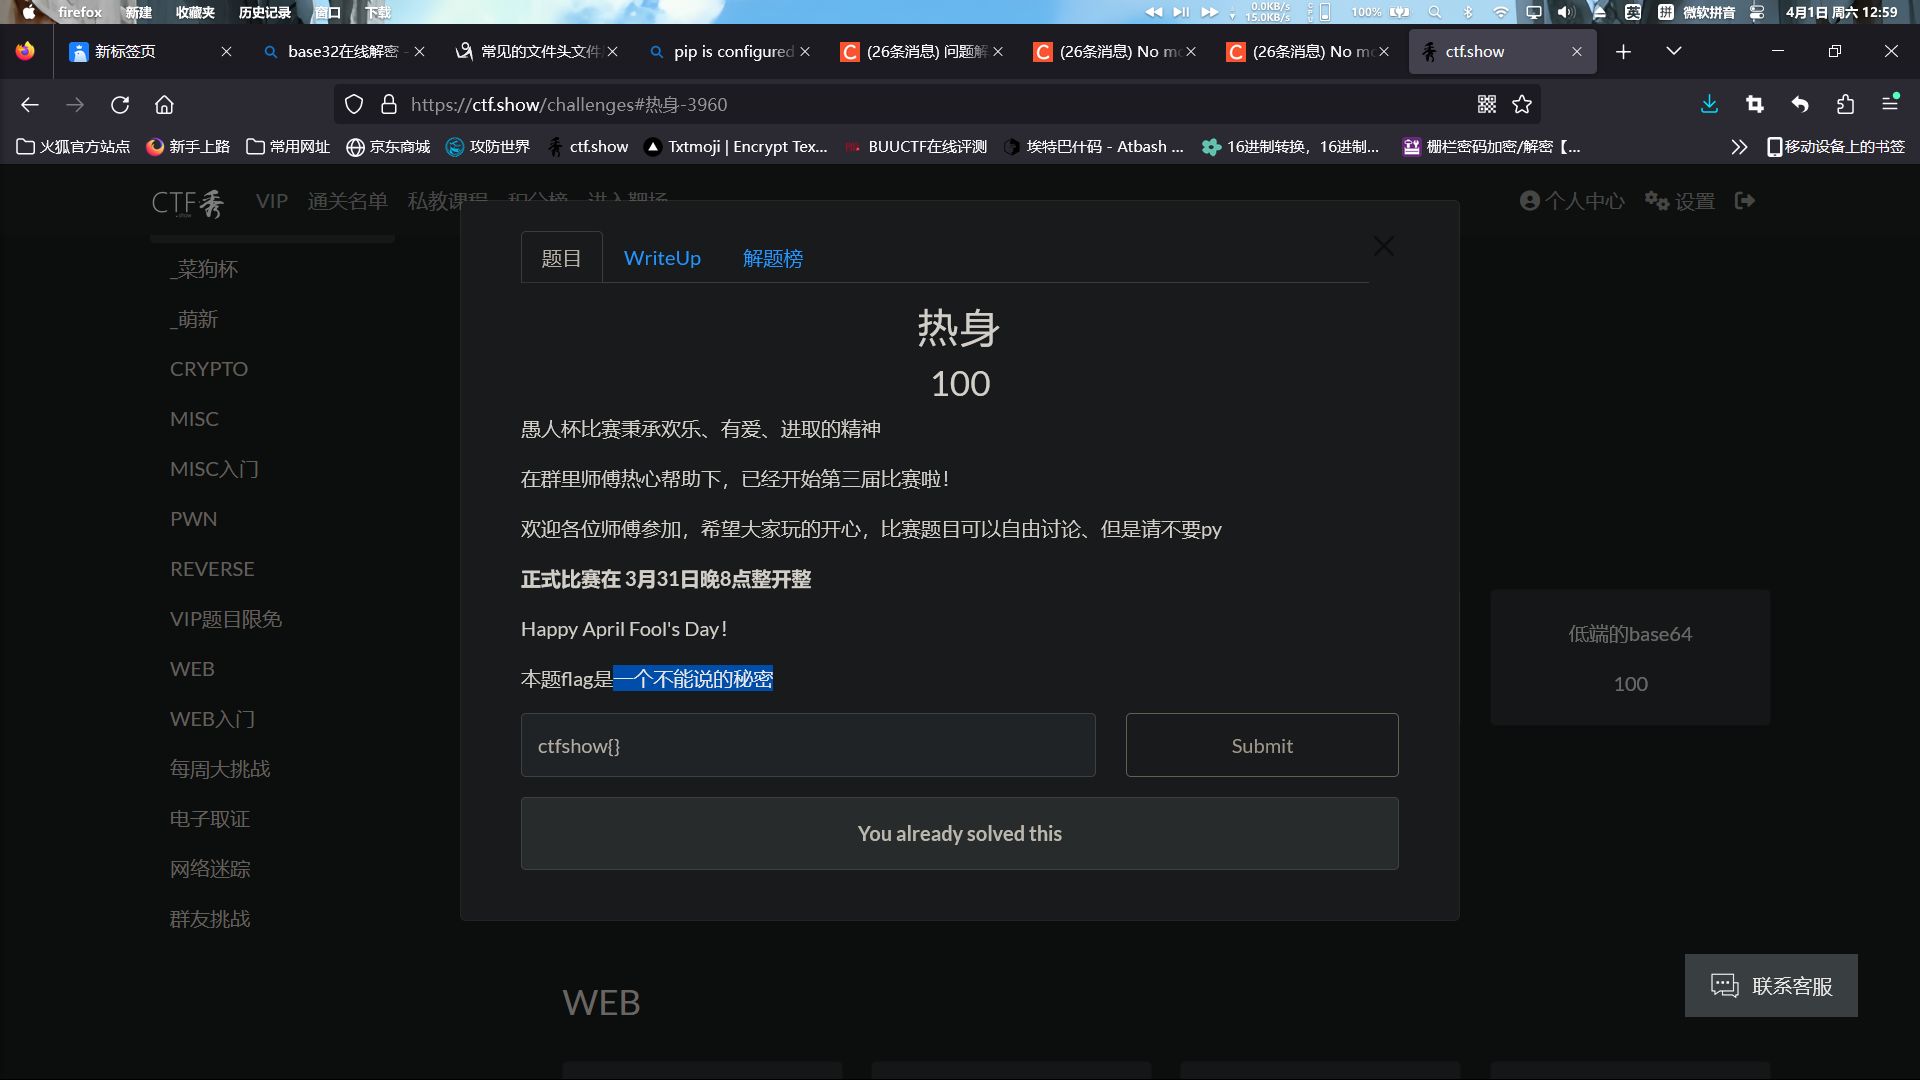 firefox 新建 收藏夹 历史记录 窗口 下载 0.0KB/s 15.0KB/s 100% 英 拼 微软拼音 4月1日 周六 12:59
新标签页 base32在线解密 - 常见的文件头文件 pip is configured (26条消息) 问题解 (26条消息) No mo (26条消息) No mo ctf.show
https://ctf.show/challenges#热身-3960
火狐官方站点 新手上路 常用网址 京东商城 攻防世界 ctf.show Txtmoji | Encrypt Tex... BUUCTF在线评测 埃特巴什码 - Atbash ... 16进制转换，16进制... 栅栏密码加密/解密【... 移动设备上的书签
CTF秀 VIP 通关名单 私教课程 积分榜 进入靶场 个人中心 设置
_菜狗杯
_萌新
CRYPTO
MISC
MISC入门
PWN
REVERSE
VIP题目限免
WEB
WEB入门
每周大挑战
电子取证
网络迷踪
群友挑战
题目 WriteUp 解题榜
热身
100
愚人杯比赛秉承欢乐、有爱、进取的精神
在群里师傅热心帮助下，已经开始第三届比赛啦！
欢迎各位师傅参加，希望大家玩的开心，比赛题目可以自由讨论、但是请不要py
正式比赛在 3月31日晚8点整开整
Happy April Fool's Day！
本题flag是一个不能说的秘密
ctfshow{} Submit
You already solved this
低端的base64
100
WEB
联系客服